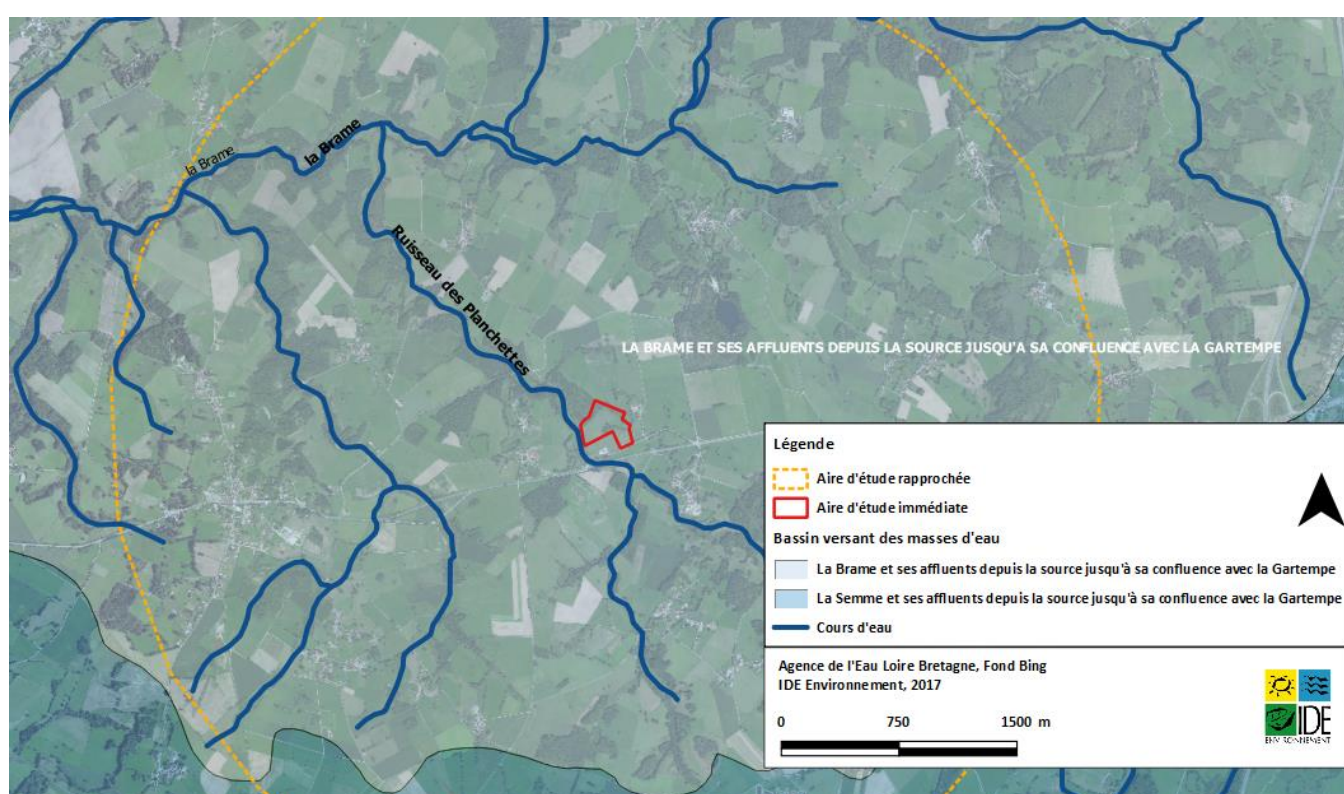 la Brame
la Brame
Ruisseau des Planchettes
LA BRAME ET SES AFFLUENTS DEPUIS LA SOURCE JUSQU'A SA CONFLUENCE AVEC LA GARTEMPE
Légende
Aire d'étude rapprochée
Aire d'étude immédiate
Bassin versant des masses d'eau
La Brame et ses affluents depuis la source jusqu'à sa confluence avec la Gartempe
La Semme et ses affluents depuis la source jusqu'à sa confluence avec la Gartempe
Cours d'eau
Agence de l'Eau Loire Bretagne, Fond Bing
IDE Environnement, 2017
0 750 1500 m
IDE
ENVIRONNEMENT